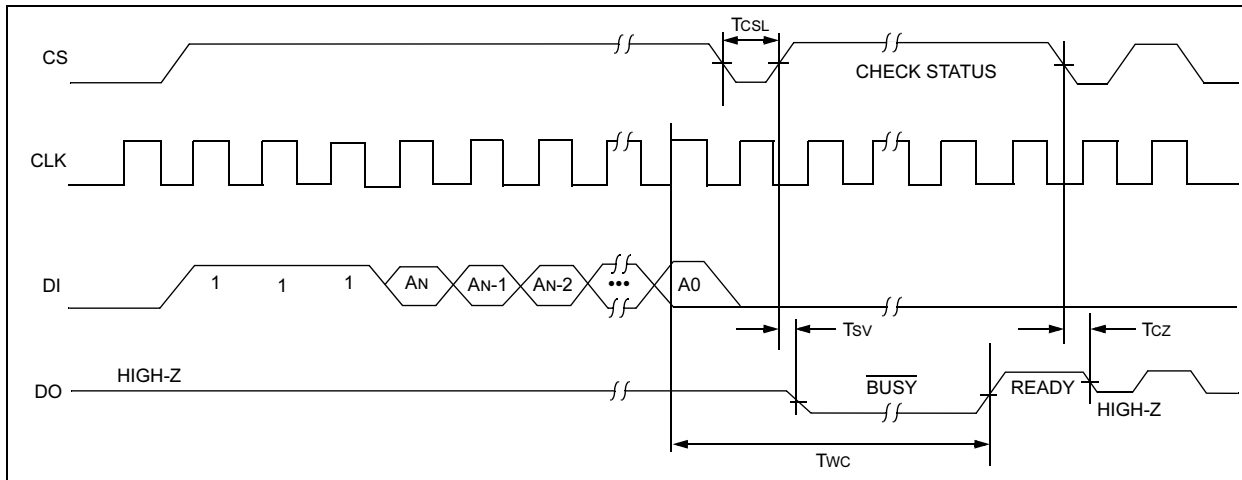 TCSL
CS
CHECK STATUS
CLK
DI
1 1 1 AN AN-1 AN-2 ••• A0
TSV
TCZ
DO
HIGH-Z
BUSY
READY
HIGH-Z
TWC